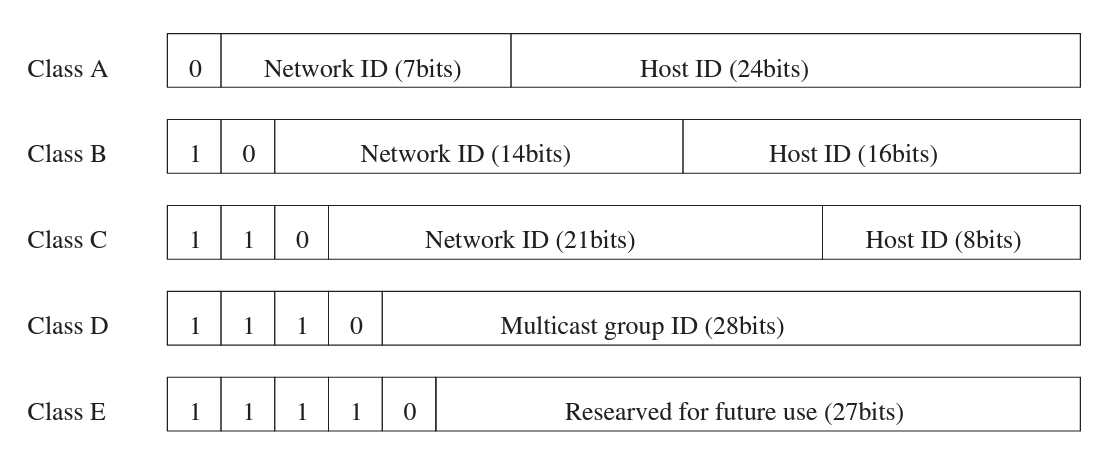 Class A 0 Network ID (7bits) Host ID (24bits)
Class B 1 0 Network ID (14bits) Host ID (16bits)
Class C 1 1 0 Network ID (21bits) Host ID (8bits)
Class D 1 1 1 0 Multicast group ID (28bits)
Class E 1 1 1 1 0 Researved for future use (27bits)